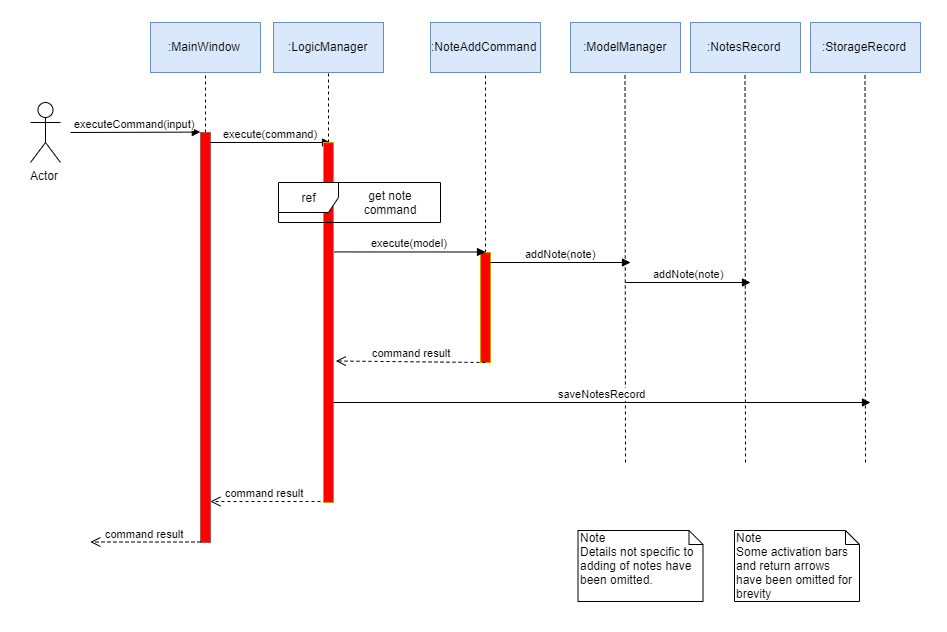 :MainWindow
:LogicManager
:NoteAddCommand
:ModelManager
:NotesRecord
:StorageRecord
executeCommand(input)
execute(command)
Actor
ref
get note
command
execute(model)
addNote(note)
addNote(note)
command result
saveNotesRecord
command result
command result
Note
Details not specific to
adding of notes have
been omitted.
Note
Some activation bars
and return arrows
have been omitted for
brevity